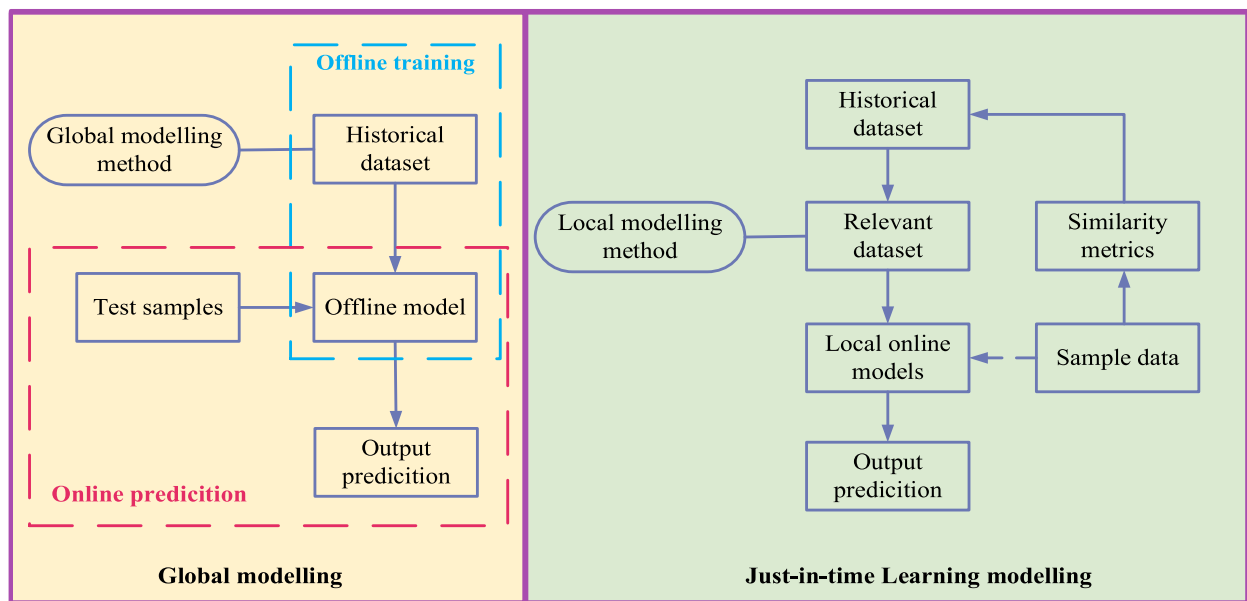 Offline training
Global modelling
method
Historical
dataset
Test samples
Offline model
Output
predicition
Online predicition
Global modelling
Historical
dataset
Local modelling
method
Relevant
dataset
Similarity
metrics
Local online
models
Sample data
Output
predicition
Just-in-time Learning modelling